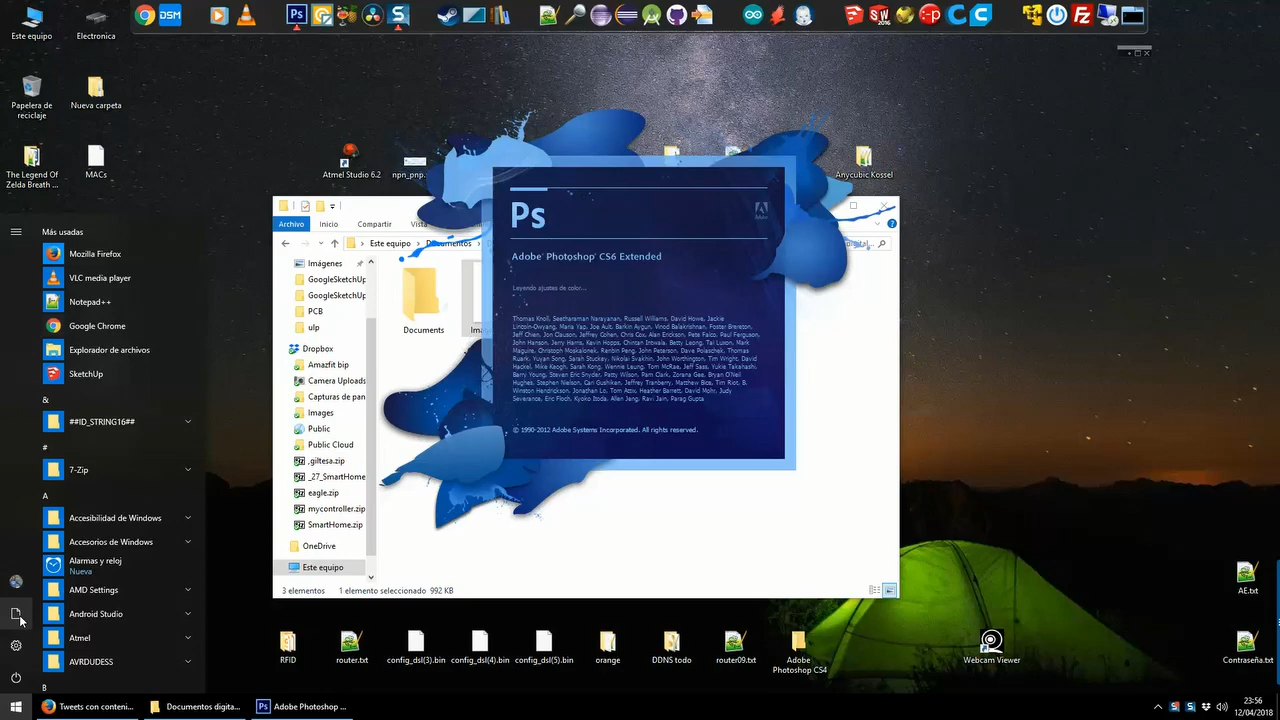 DSM
Ps
SW
2016
Fz
Este equipo
Electronica
Papelera de
reciclaje
Nueva carpeta
The Legend Of
Zelda Breath ...
MACs
Atmel Studio 6.2
npn_pnp.
Anycubic Kossel
Archivo
Inicio
Compartir
Vista
Este equipo
Documentos
Imágenes
GoogleSketchUp
GoogleSketchUp
PCB
ulp
Dropbox
Amazfit bip
Camera Uploads
Capturas de pan
Images
Public
Public Cloud
_giltesa.zip
_27_SmartHome
eagle.zip
mycontroller.zip
SmartHome.zip
OneDrive
Este equipo
Documents
3 elementos
1 elemento seleccionado 992 KB
Ps
Adobe
Adobe® Photoshop® CS6 Extended
Leyendo ajustes de color...
Thomas Knoll, Seetharaman Narayanan, Russell Williams, David Howe, Jackie
Lincoln-Owyang, Maria Yap, Joe Ault, Barkin Aygun, Vinod Balakrishnan, Foster Brereton,
Jeff Chien, Jon Clauson, Jeffrey Cohen, Chris Cox, Alan Erickson, Pete Falco, Paul Ferguson,
John Hanson, Jerry Harris, Kevin Hopps, Chintan Intwala, Betty Leong, Tai Luxon, Mark
Maguire, Christoph Moskalonek, Renbin Peng, John Peterson, Dave Polaschek, Thomas
Ruark, Yuyan Song, Sarah Stuckey, Nikolai Svakhin, John Worthington, Tim Wright, David
Hackel, Mike Keogh, Sarah Kong, Wennie Leung, Tom McRae, Jeff Sass, Yukie Takahashi,
Barry Young, Steven Eric Snyder, Patty Wilson, Pam Clark, Zorana Gee, Bryan O'Neil
Hughes, Stephen Nielson, Cari Gushiken, Jeffrey Tranberry, Matthew Bice, Tim Riot, B.
Winston Hendrickson, Jonathan Lo, Tom Attix, Heather Barrett, David Mohr, Judy
Severance, Eric Floch, Kyoko Itoda, Allen Jeng, Ravi Jain, Parag Gupta
© 1990-2012 Adobe Systems Incorporated. All rights reserved.
Más usadas
Mozilla Firefox
VLC media player
Notepad++
Google Chrome
Explorador de archivos
SketchUp
&
##ID_STRING16##
#
7-Zip
A
Accesibilidad de Windows
Accesorios de Windows
Alarmas y reloj
Nueva
AMD Settings
Android Studio
Atmel
AVRDUDESS
B
RFID
router.txt
config_dsl(3).bin
config_dsl(4).bin
config_dsl(5).bin
orange
DDNS todo
router09.txt
Adobe
Photoshop CS4
Webcam Viewer
AE.txt
Contraseña.txt
Tweets con conteni...
Documentos digita...
Ps
Adobe Photoshop ...
23:56
12/04/2018